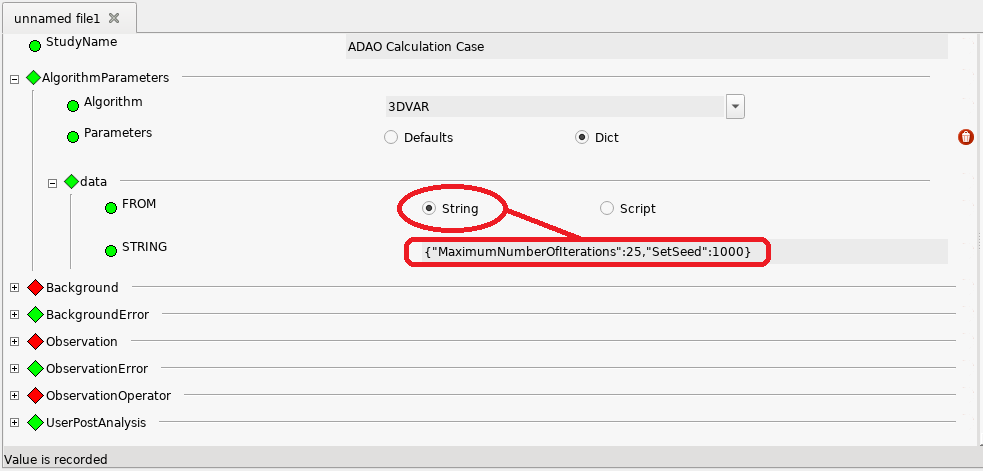 unnamed file1
StudyName ADAO Calculation Case
AlgorithmParameters
Algorithm 3DVAR
Parameters Defaults Dict
data
FROM String Script
STRING {"MaximumNumberOfIterations":25,"SetSeed":1000}
Background
BackgroundError
Observation
ObservationError
ObservationOperator
UserPostAnalysis
Value is recorded